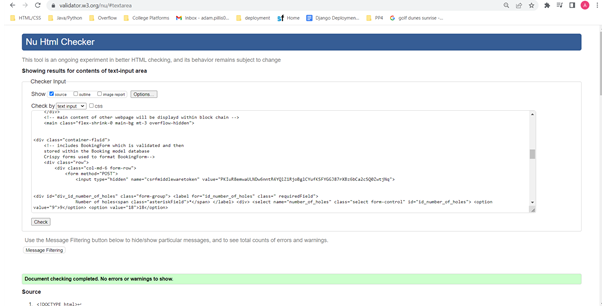 validator.w3.org/nu/#textarea
HTML/CSS Java/Python Overflow College Platforms Inbox - adam.pillis0... deployment Home Django Deploymen... PP4 golf dunes sunrise -...
Nu Html Checker
This tool is an ongoing experiment in better HTML checking, and its behavior remains subject to change
Showing results for contents of text-input area
Checker Input
Show source outline image report Options...
Check by text input css
</div>
<!-- main content of other webpage will be displayed within block-chain -->
<main class="flex-shrink-0 main-bg mt-3 overflow-hidden">
<div class="container-fluid">
<!-- includes BookingForm which is validated and then
stored within the Booking model database
Crispy forms used to format BookingForm-->
<div class="row">
<div class="col-md-6 form-row">
<form method="POST">
<input type="hidden" name="csrfmiddlewaretoken"
<div id="div_id_number_of_holes" class="form-group"> <label for="id_number_of_holes" class=" requiredField">
Number of holes<span class="asteriskField">*</span> </label> <div> <select name="number_of_holes" class="select form-control" id="id_number_of_holes"> <option
value="9">9</option> <option value="18">18</option>
Check
Use the Message Filtering button below to hide/show particular messages, and to see total counts of errors and warnings.
Message Filtering
Document checking completed. No errors or warnings to show.
Source
1. <!DOCTYPE html>↩